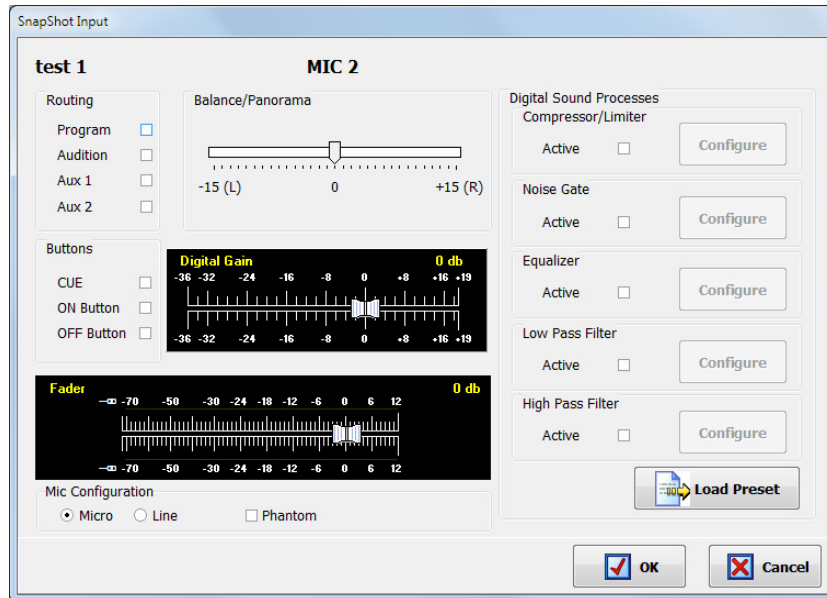 SnapShot Input
test 1
MIC 2
Routing
Program
Audition
Aux 1
Aux 2
Balance/Panorama
-15 (L) 0 +15 (R)
Buttons
CUE
ON Button
OFF Button
Digital Gain 0 db
-36 -32 -24 -16 -8 0 +8 +16 +19
-36 -32 -24 -16 -8 0 +8 +16 +19
Fader 0 db
-∞ -70 -50 -30 -24 -18 -12 -6 0 6 12
-∞ -70 -50 -30 -24 -18 -12 -6 0 6 12
Mic Configuration
Micro Line Phantom
Digital Sound Processes
Compressor/Limiter
Active Configure
Noise Gate
Active Configure
Equalizer
Active Configure
Low Pass Filter
Active Configure
High Pass Filter
Active Configure
Load Preset
OK Cancel